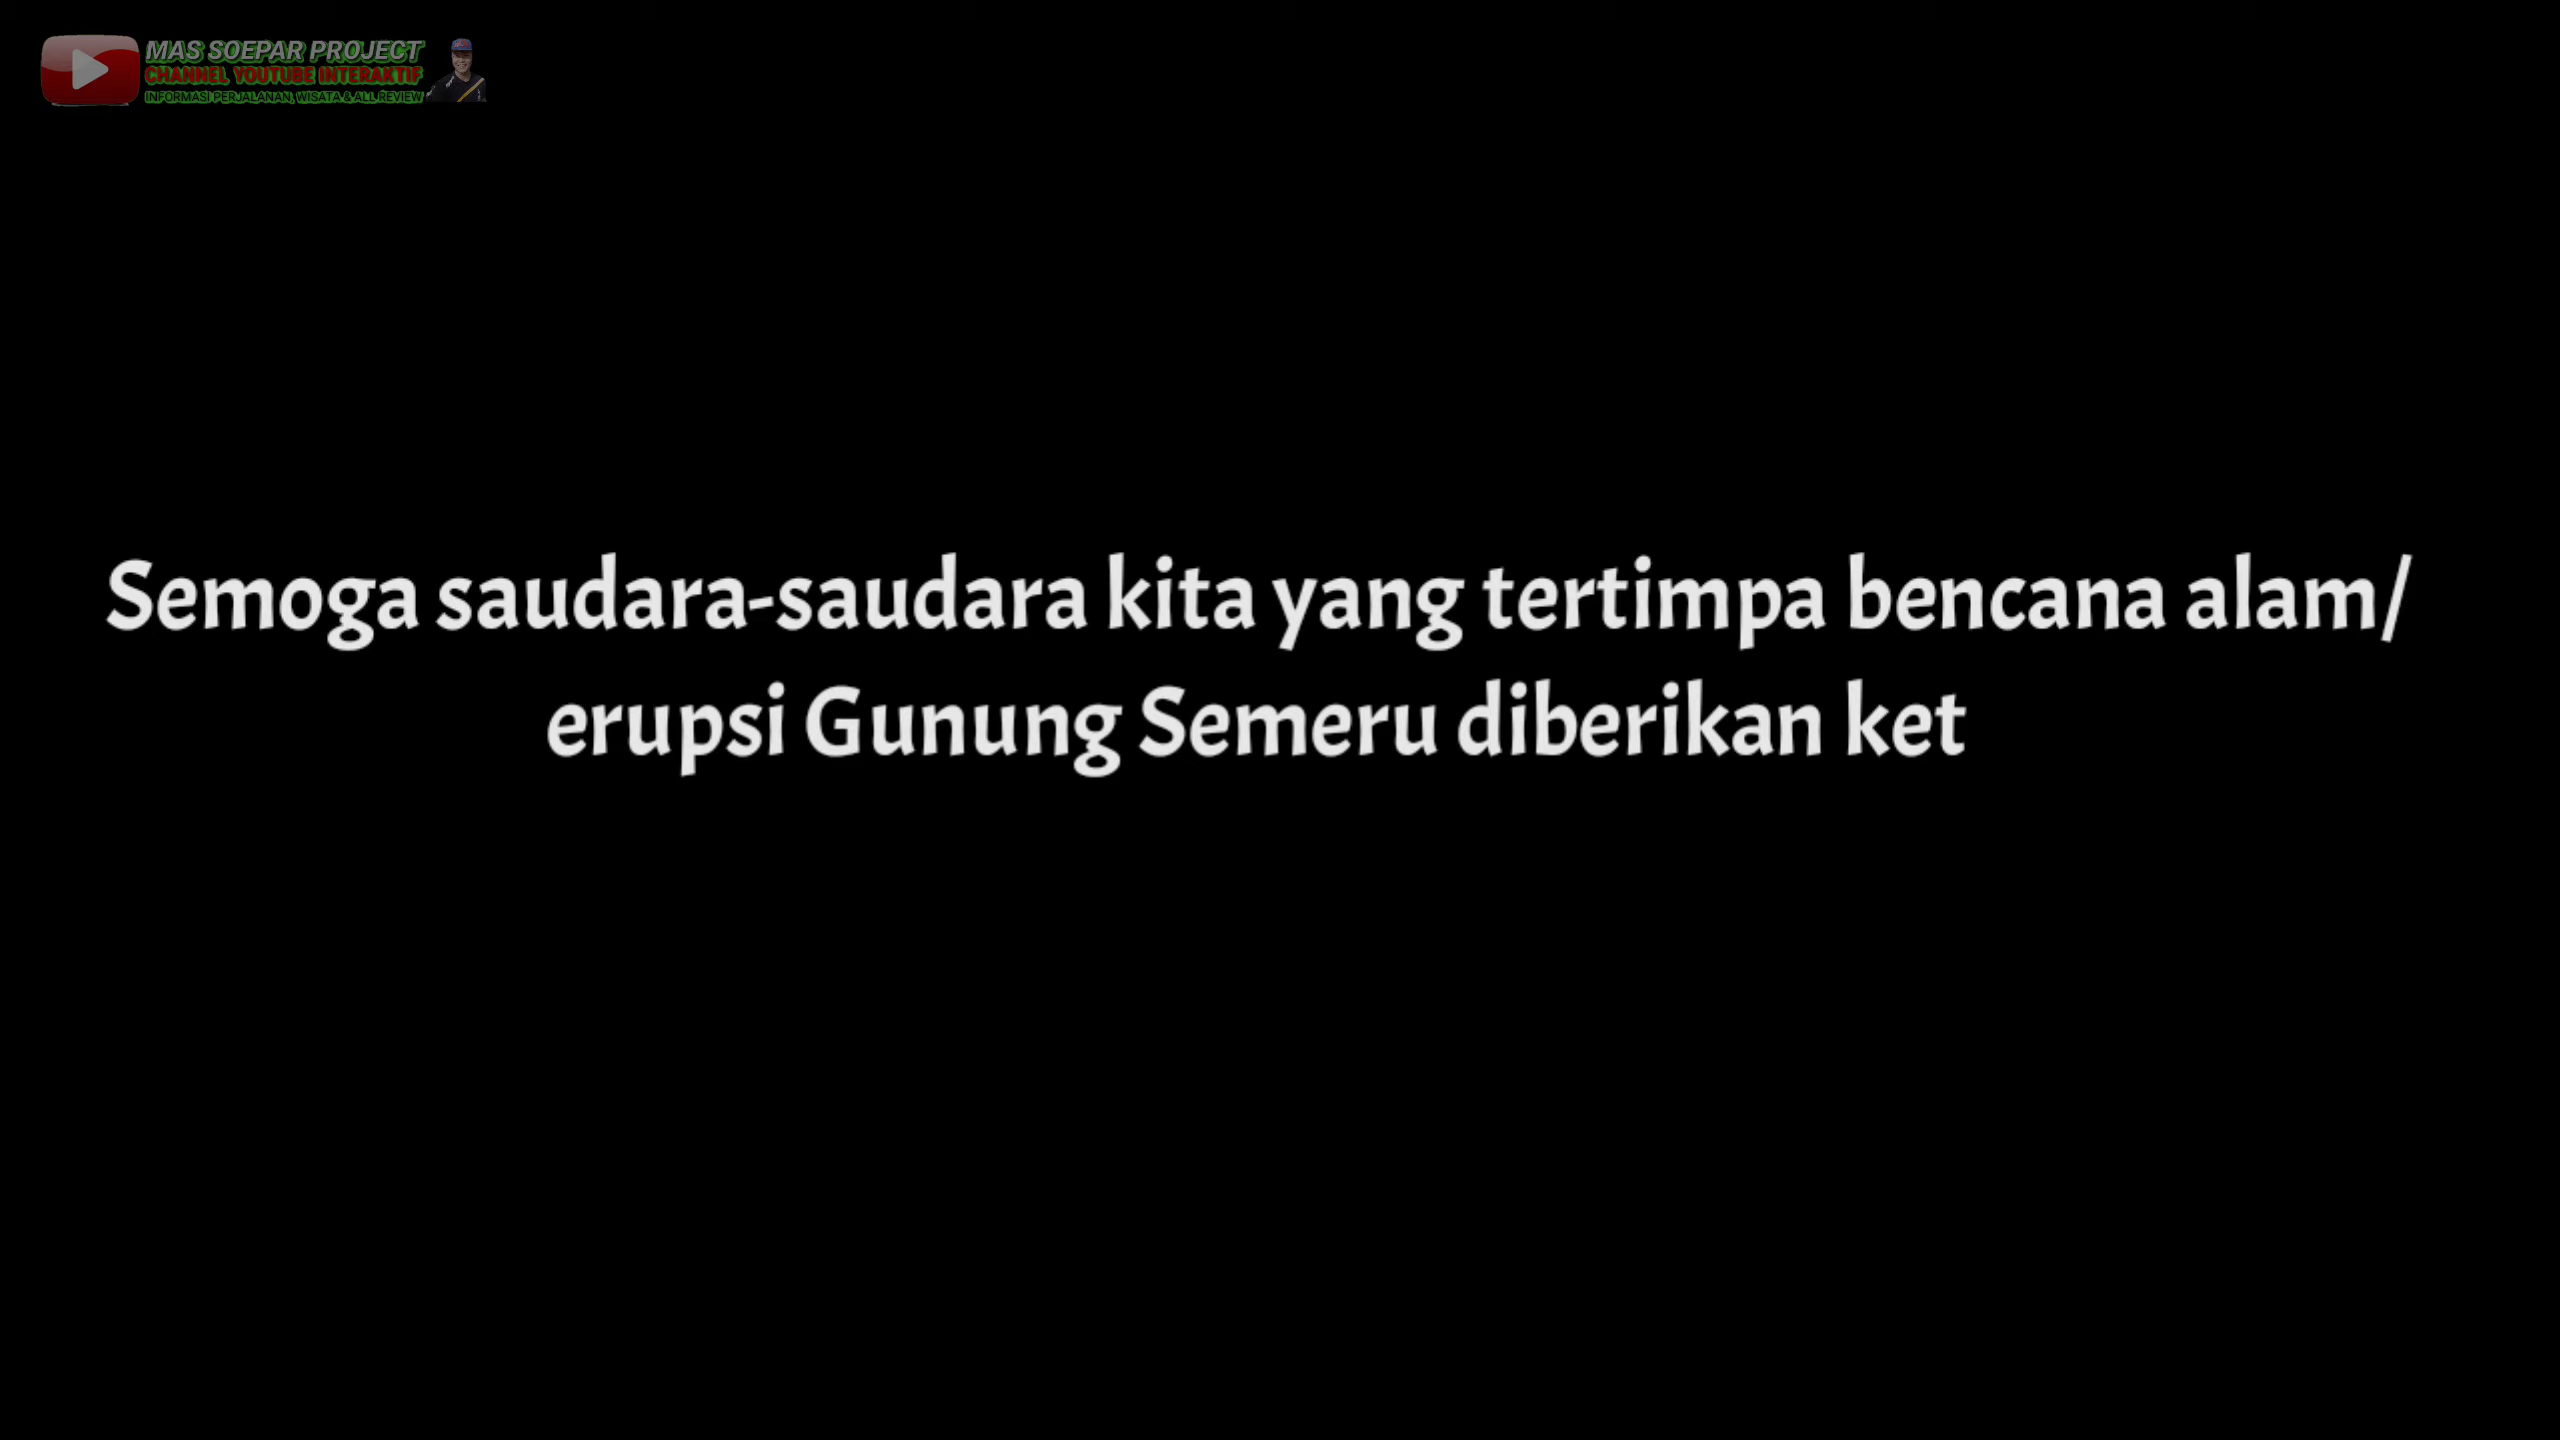 MAS SOEPAR PROJECT
CHANNEL YOUTUBE INTERAKTIF
INFORMASI PERJALANAN, WISATA & ALL REVIEW
Semoga saudara-saudara kita yang tertimpa bencana alam/
erupsi Gunung Semeru diberikan ket